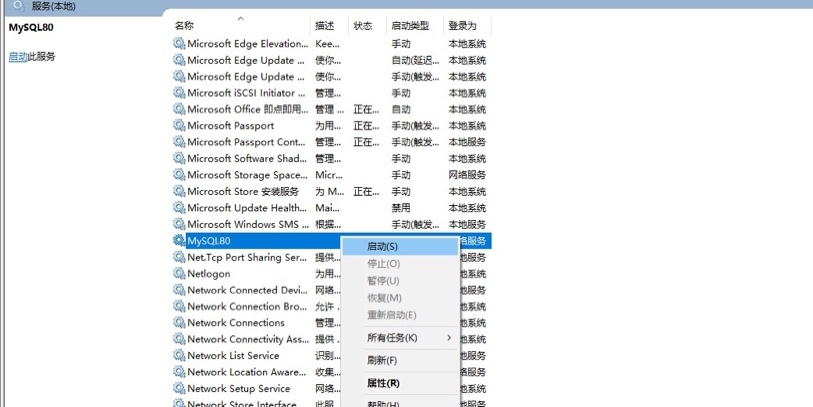 服务(本地)
MySQL80
启动此服务
名称 描述 状态 启动类型 登录为
Microsoft Edge Elevation... Kee... 手动 本地系统
Microsoft Edge Update ... 使你... 自动(延迟... 本地系统
Microsoft Edge Update ... 使你... 手动(触发... 本地系统
Microsoft iSCSI Initiator ... 管理... 手动 本地系统
Microsoft Office 即点即用... 管理 ... 正在... 自动 本地系统
Microsoft Passport 为用... 正在... 手动(触发... 本地系统
Microsoft Passport Cont... 管理... 正在... 手动(触发... 本地服务
Microsoft Software Shad... 管理... 手动 本地系统
Microsoft Storage Space... Micr... 手动 网络服务
Microsoft Store 安装服务 为 M... 正在... 手动 本地系统
Microsoft Update Health... Mai... 禁用 本地系统
Microsoft Windows SMS ... 根据... 手动(触发... 本地服务
MySQL80 络服务
Net.Tcp Port Sharing Ser... 提供... 地服务
Netlogon 为用... 地系统
Network Connected Devi... 网络... 地服务
Network Connection Bro... 允许 ... 地系统
Network Connections 管理... 地系统
Network Connectivity Ass... 提供 ... 地系统
Network List Service 识别... 地服务
Network Location Aware... 收集... 络服务
Network Setup Service 网络... 地系统
Network Store Interface 此服 地服务
启动(S)
停止(O)
暂停(U)
恢复(M)
重新启动(E)
所有任务(K)
刷新(F)
属性(R)
帮助(H)